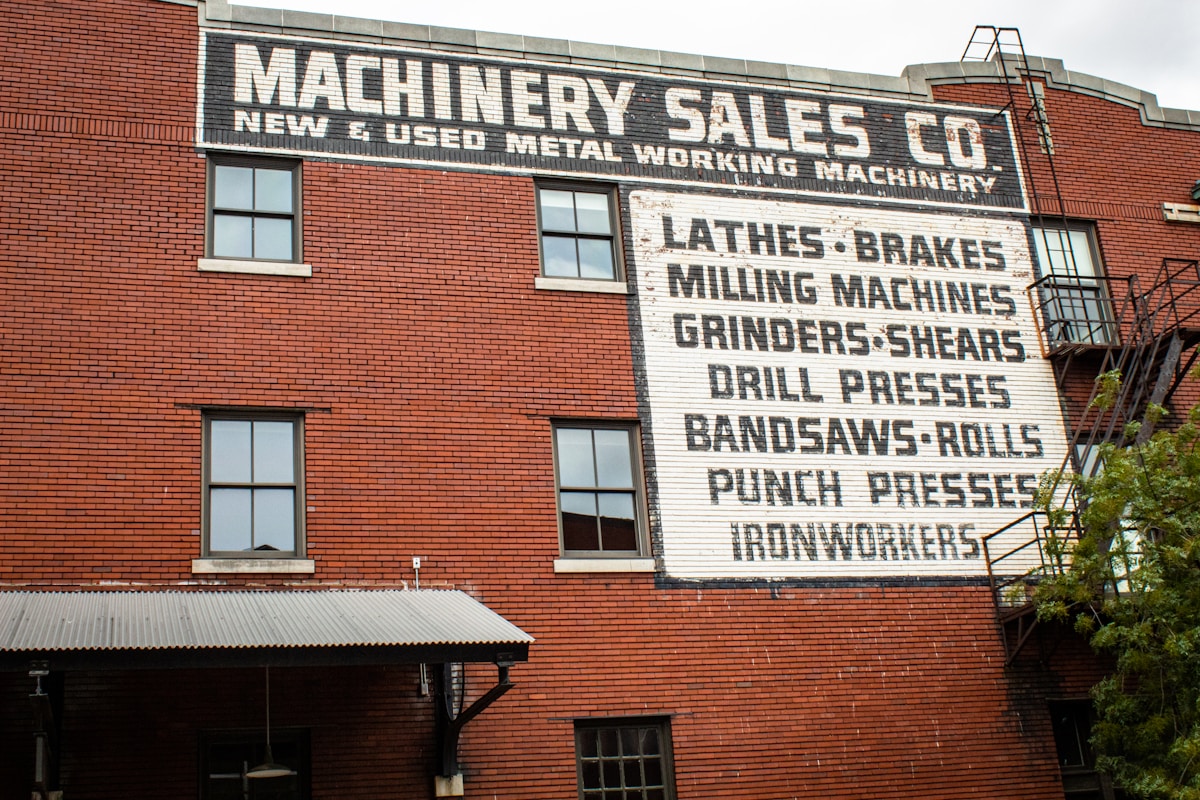 MACHINERY SALES CO.
NEW & USED METAL WORKING MACHINERY
LATHES • BRAKES
MILLING MACHINES
GRINDERS • SHEARS
DRILL PRESSES
BANDSAWS • ROLLS
PUNCH PRESSES
IRONWORKERS